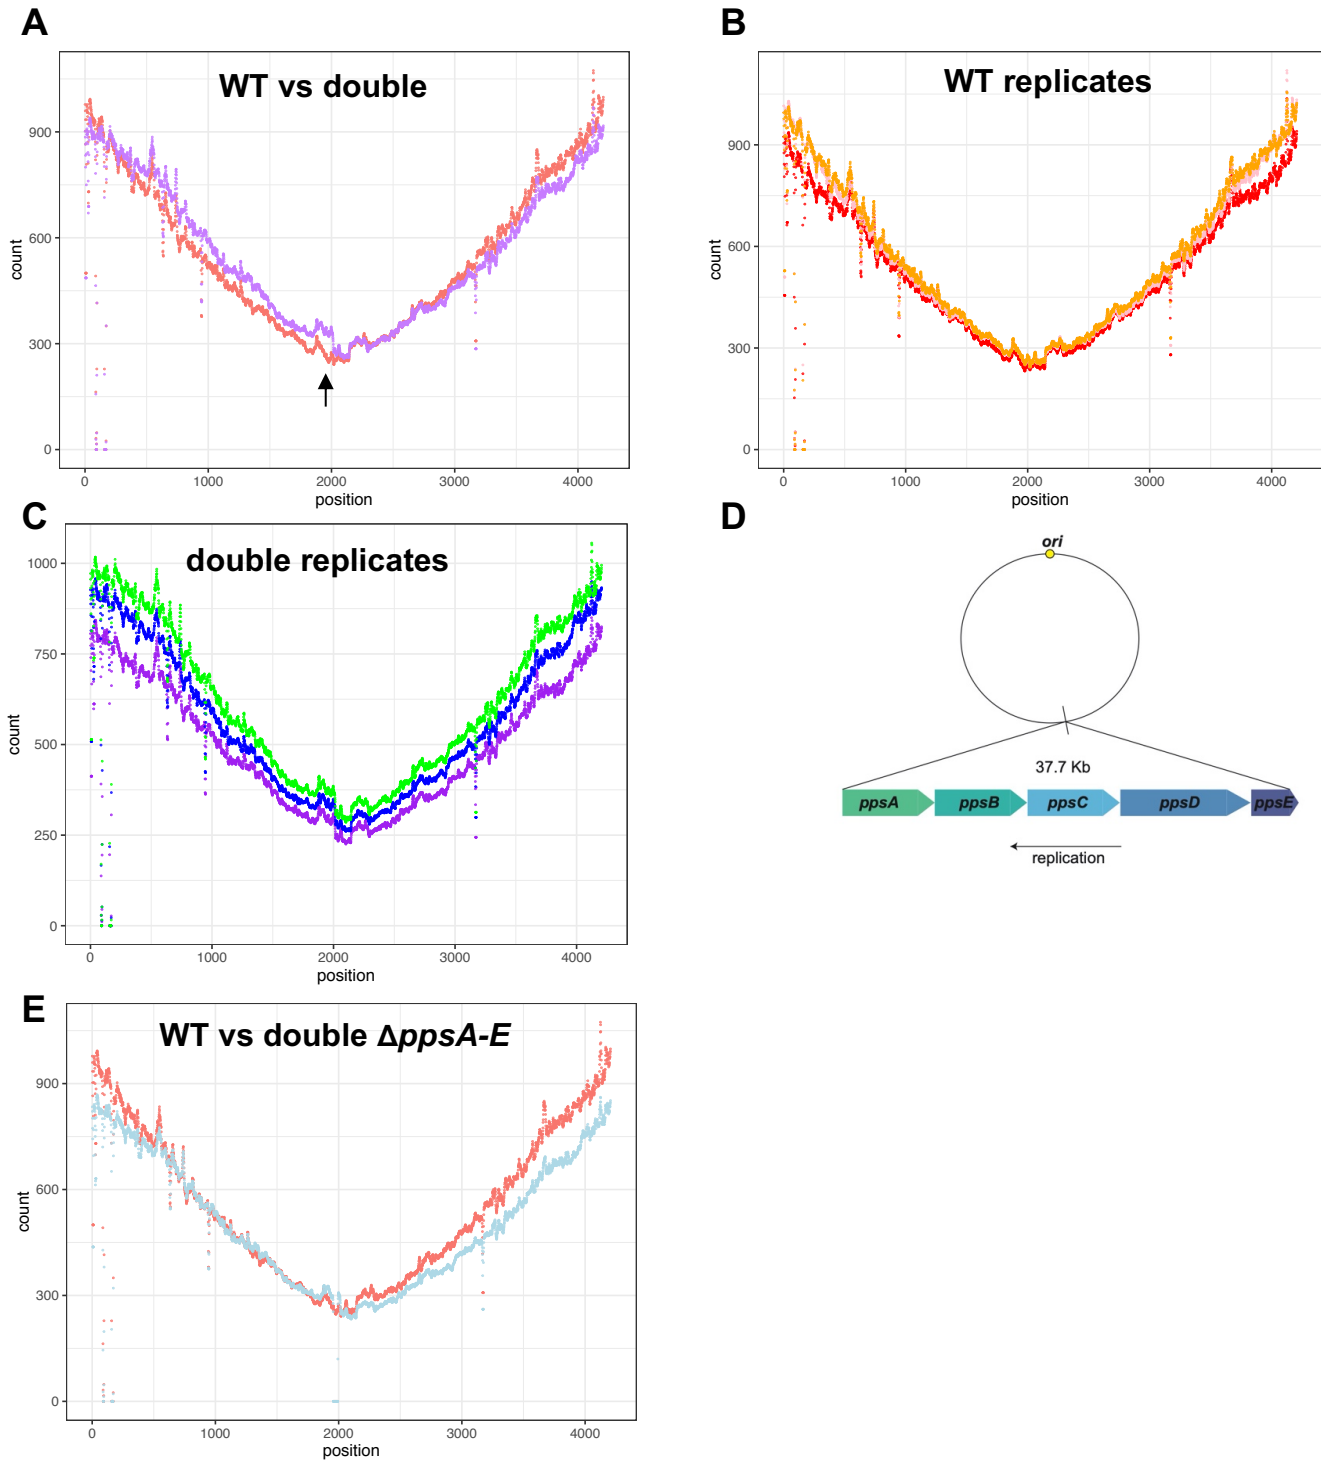 A
WT vs double
900
600
300
0
count
0 1000 2000 3000 4000
position
B
WT replicates
900
600
300
0
count
0 1000 2000 3000 4000
position
C
double replicates
1000
750
500
250
0
count
0 1000 2000 3000 4000
position
D
ori
37.7 Kb
ppsA ppsB ppsC ppsD ppsE
replication
E
WT vs double ΔppsA-E
900
600
300
0
count
0 1000 2000 3000 4000
position